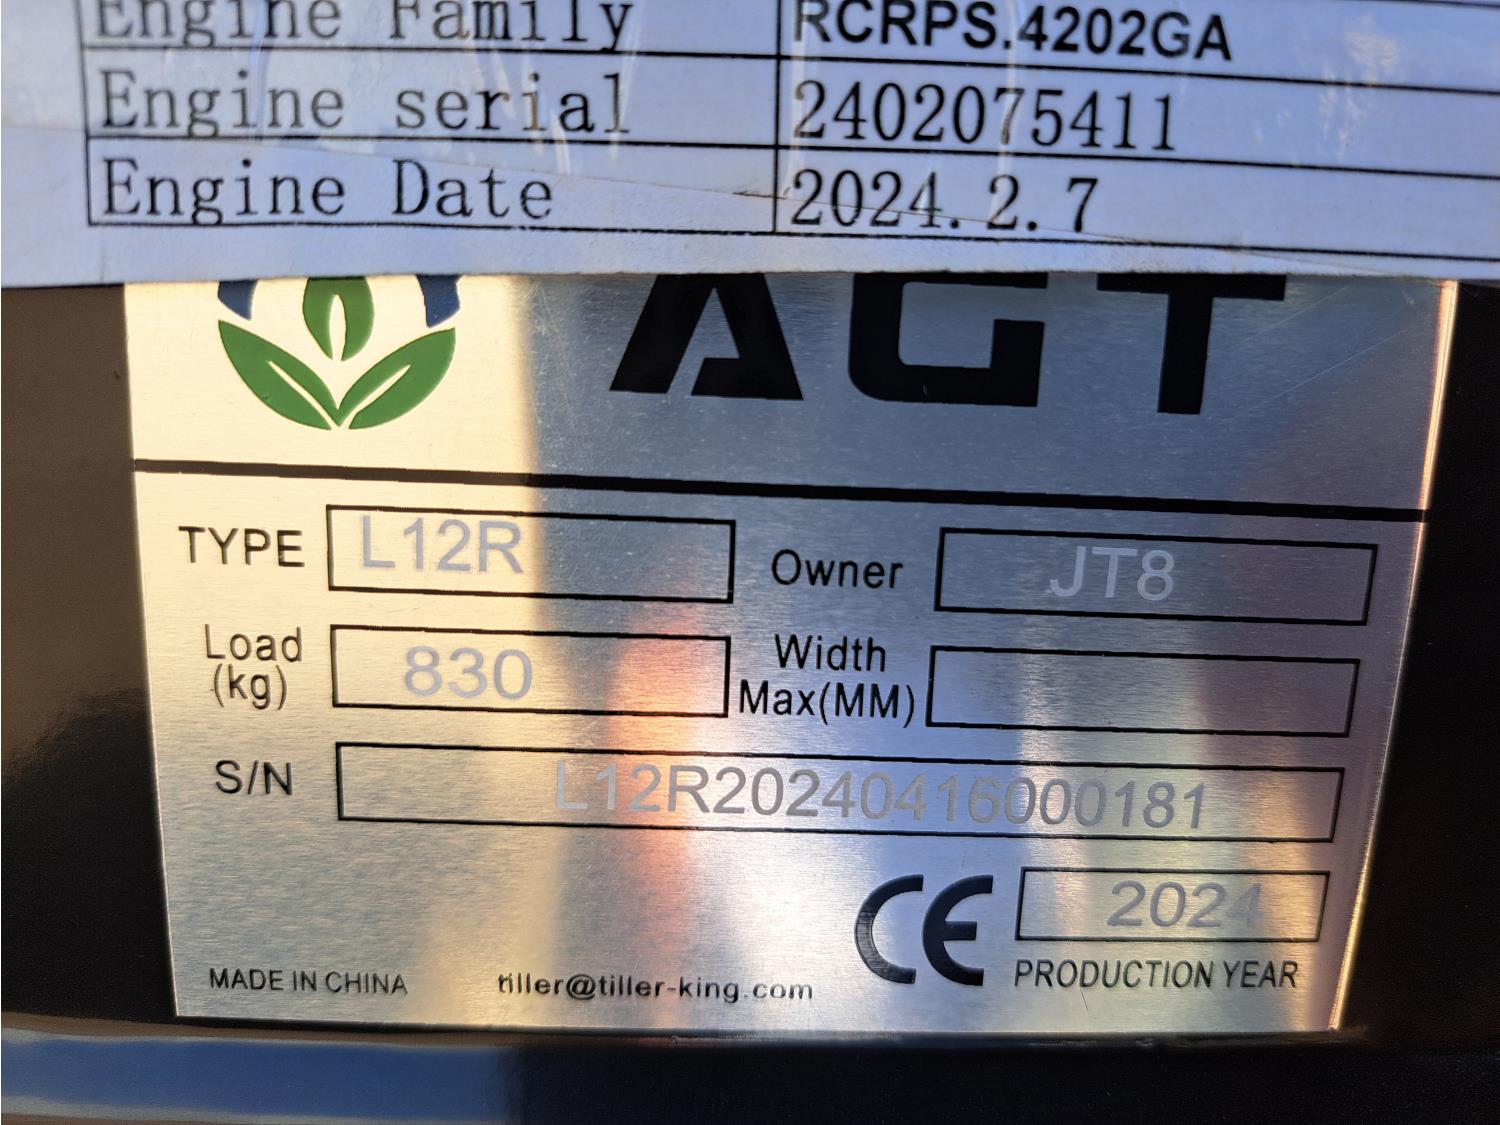 Engine Family RCRPS.4202GA
Engine serial 2402075411
Engine Date 2024.2.7
AGT
TYPE L12R Owner JT8
Load (kg) 830 Width Max(MM)
S/N L12R20240416000181
CE 2024
MADE IN CHINA tiller@tiller-king.com PRODUCTION YEAR